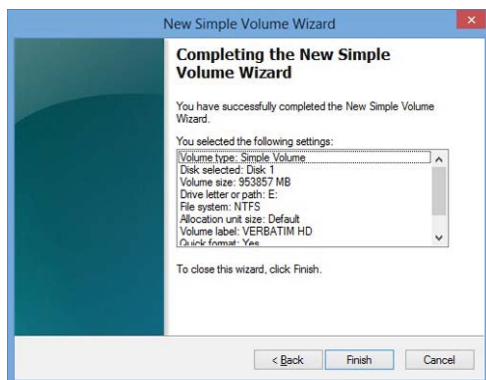 New Simple Volume Wizard
Completing the New Simple
Volume Wizard
You have successfully completed the New Simple Volume
Wizard.
You selected the following settings:
Volume type: Simple Volume
Disk selected: Disk 1
Volume size: 953857 MB
Drive letter or path: E:
File system: NTFS
Allocation unit size: Default
Volume label: VERBATIM HD
Quick format: Yes
To close this wizard, click Finish.
< Back
Finish
Cancel